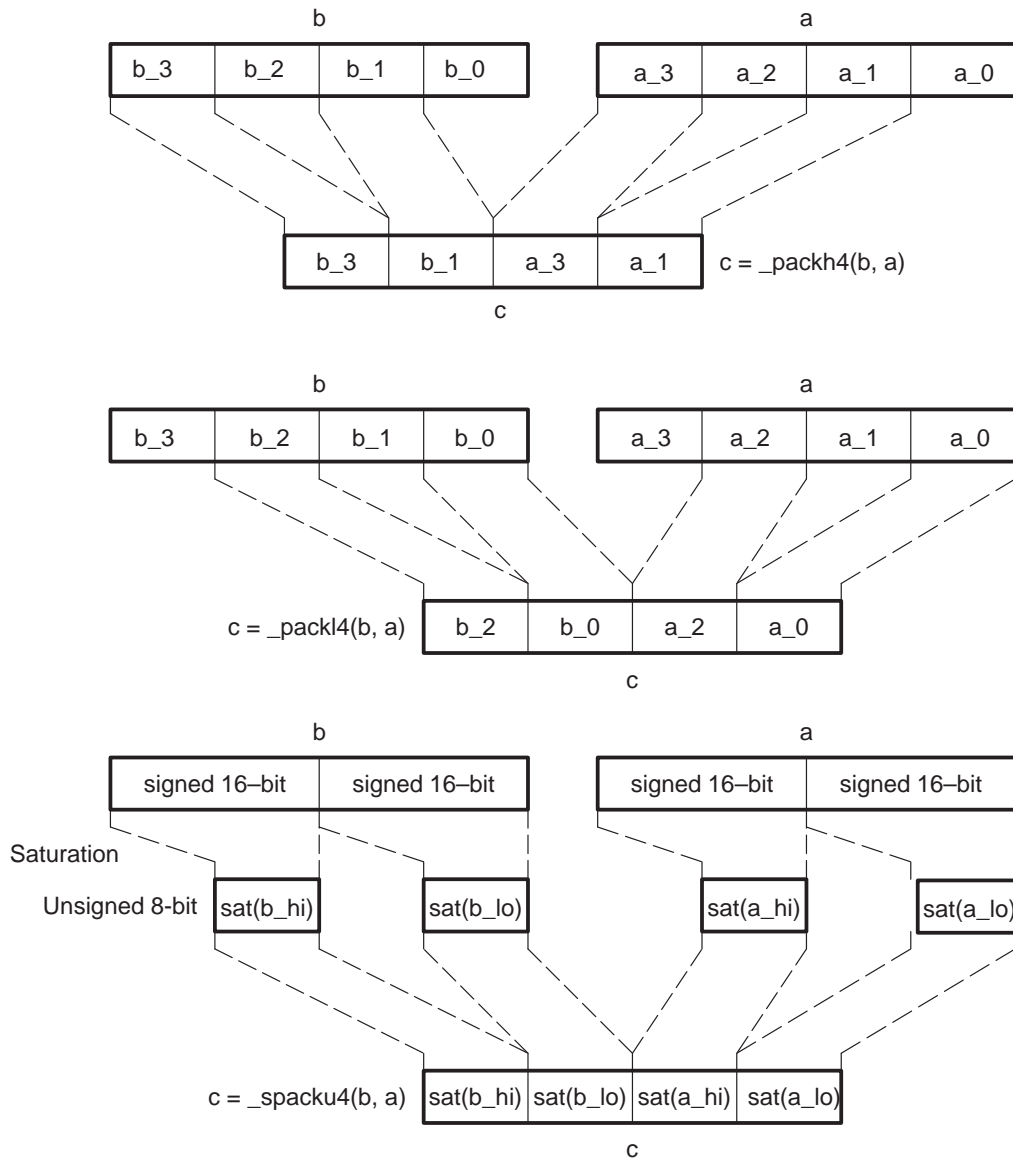 b a
b_3 b_2 b_1 b_0 a_3 a_2 a_1 a_0
b_3 b_1 a_3 a_1 c = _packh4(b, a)
c
b a
b_3 b_2 b_1 b_0 a_3 a_2 a_1 a_0
c = _packl4(b, a) b_2 b_0 a_2 a_0
c
b a
signed 16–bit signed 16–bit signed 16–bit signed 16–bit
Saturation
Unsigned 8-bit sat(b_hi) sat(b_lo) sat(a_hi) sat(a_lo)
c = _spacku4(b, a) sat(b_hi) sat(b_lo) sat(a_hi) sat(a_lo)
c